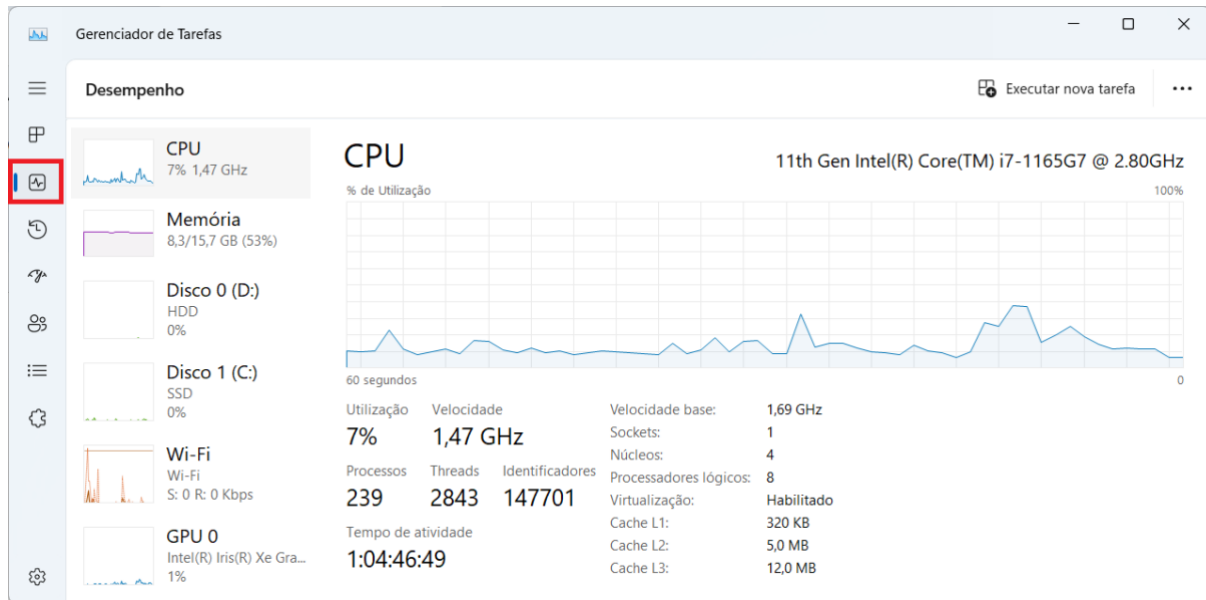 Gerenciador de Tarefas
Desempenho
Executar nova tarefa
CPU
7% 1,47 GHz
Memória
8,3/15,7 GB (53%)
Disco 0 (D:)
HDD
0%
Disco 1 (C:)
SSD
0%
Wi-Fi
Wi-Fi
S: 0 R: 0 Kbps
GPU 0
Intel(R) Iris(R) Xe Gra...
1%
CPU
11th Gen Intel(R) Core(TM) i7-1165G7 @ 2.80GHz
% de Utilização
100%
60 segundos
0
Utilização
Velocidade
7%
1,47 GHz
Processos
Threads
Identificadores
239
2843
147701
Tempo de atividade
1:04:46:49
Velocidade base: 1,69 GHz
Sockets: 1
Núcleos: 4
Processadores lógicos: 8
Virtualização: Habilitado
Cache L1: 320 KB
Cache L2: 5,0 MB
Cache L3: 12,0 MB